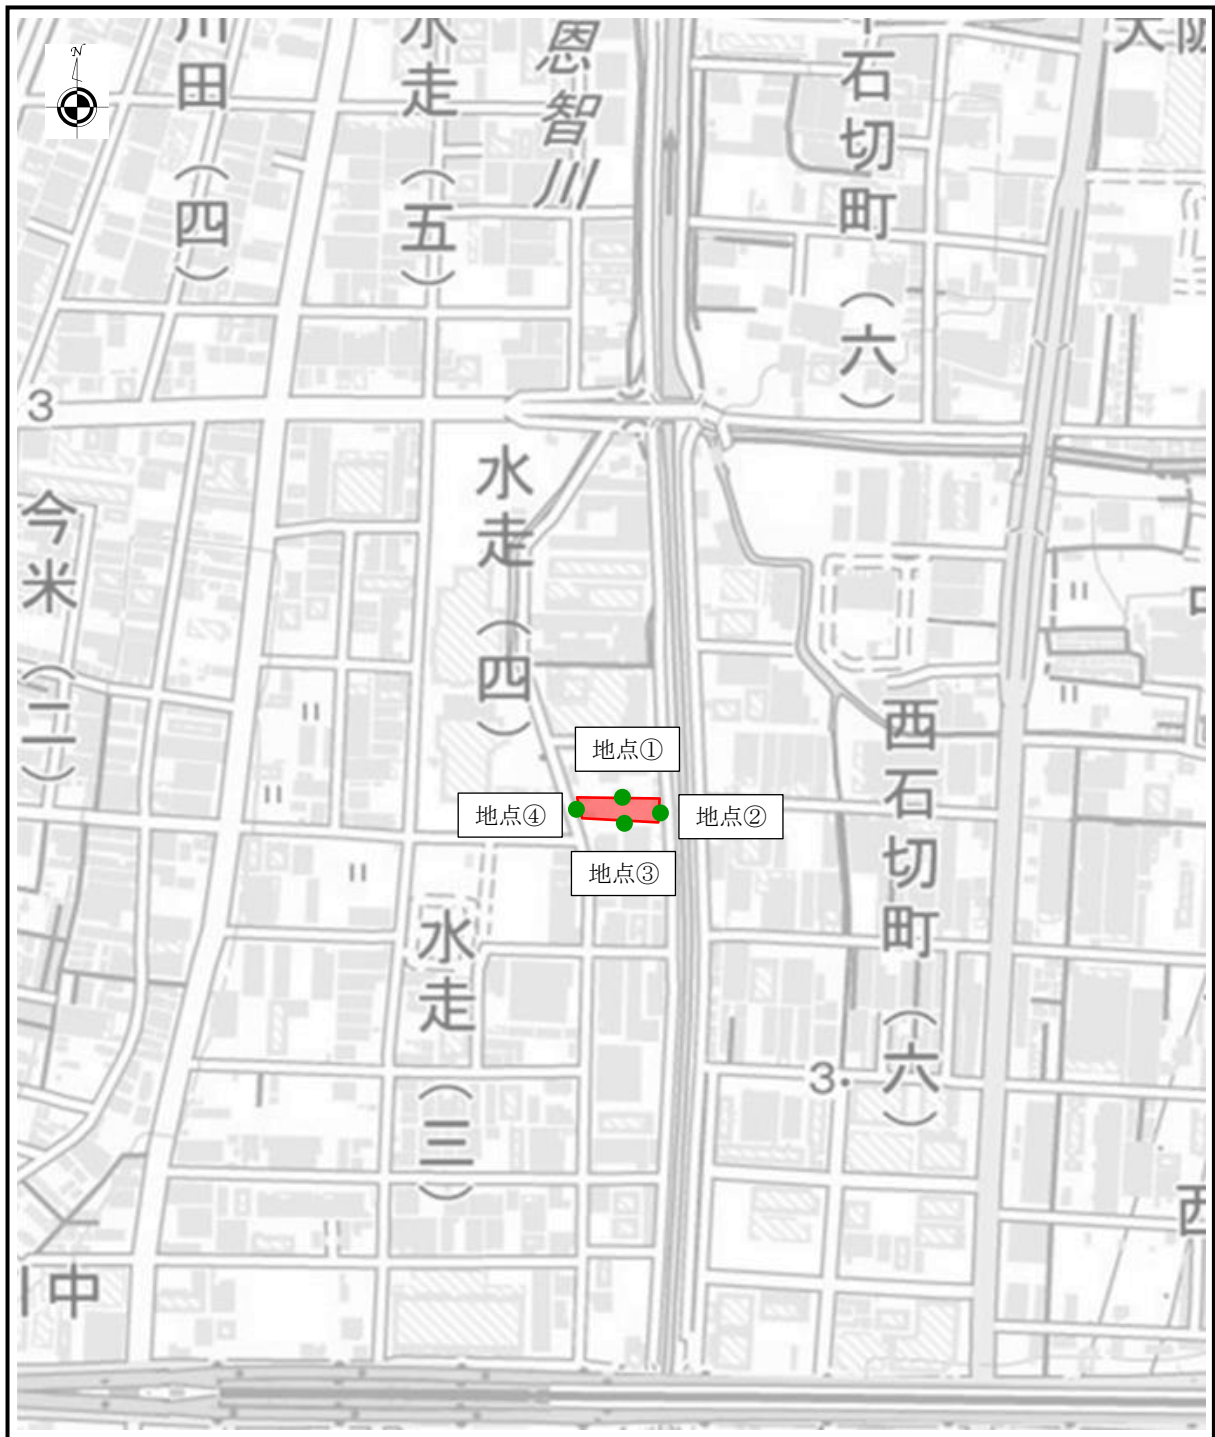 N
川田(四)
水走(五)
恩智川
石切町(六)
大阪
3
水走(四)
今米(二)
西石切町(六)
地点①
地点④
地点②
地点③
水走(三)
3
西
中